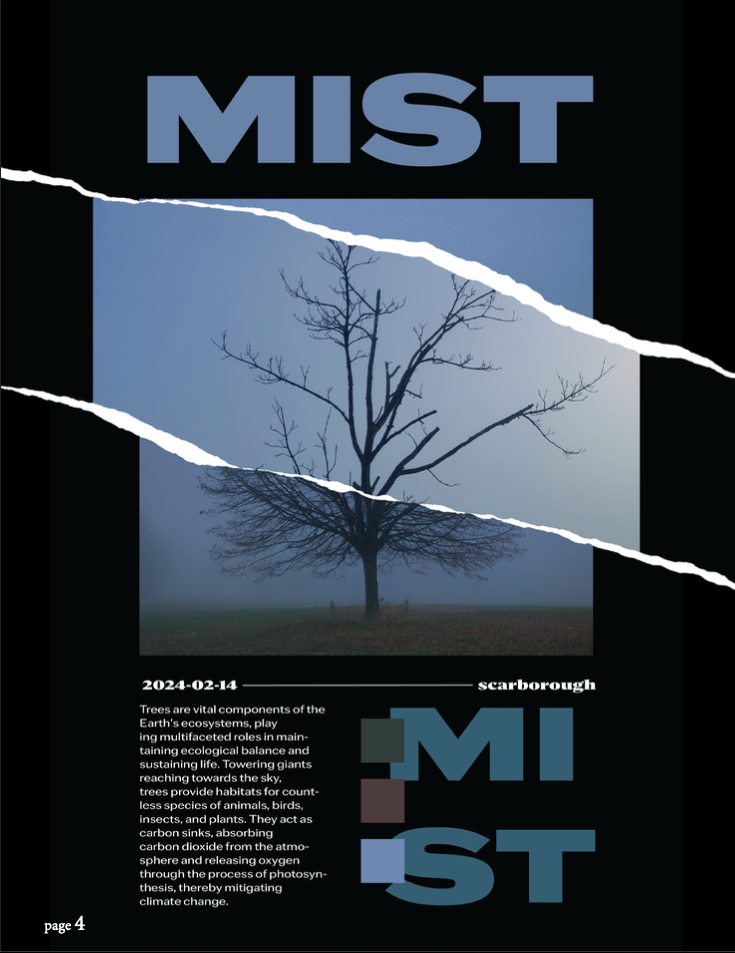 MIST
2024-02-14
scarborough
Trees are vital components of the
Earth's ecosystems, play
ing multifaceted roles in main-
taining ecological balance and
sustaining life. Towering giants
reaching towards the sky,
trees provide habitats for count-
less species of animals, birds,
insects, and plants. They act as
carbon sinks, absorbing
carbon dioxide from the atmo-
sphere and releasing oxygen
through the process of photosyn-
thesis, thereby mitigating
climate change.
MI
ST
page 4